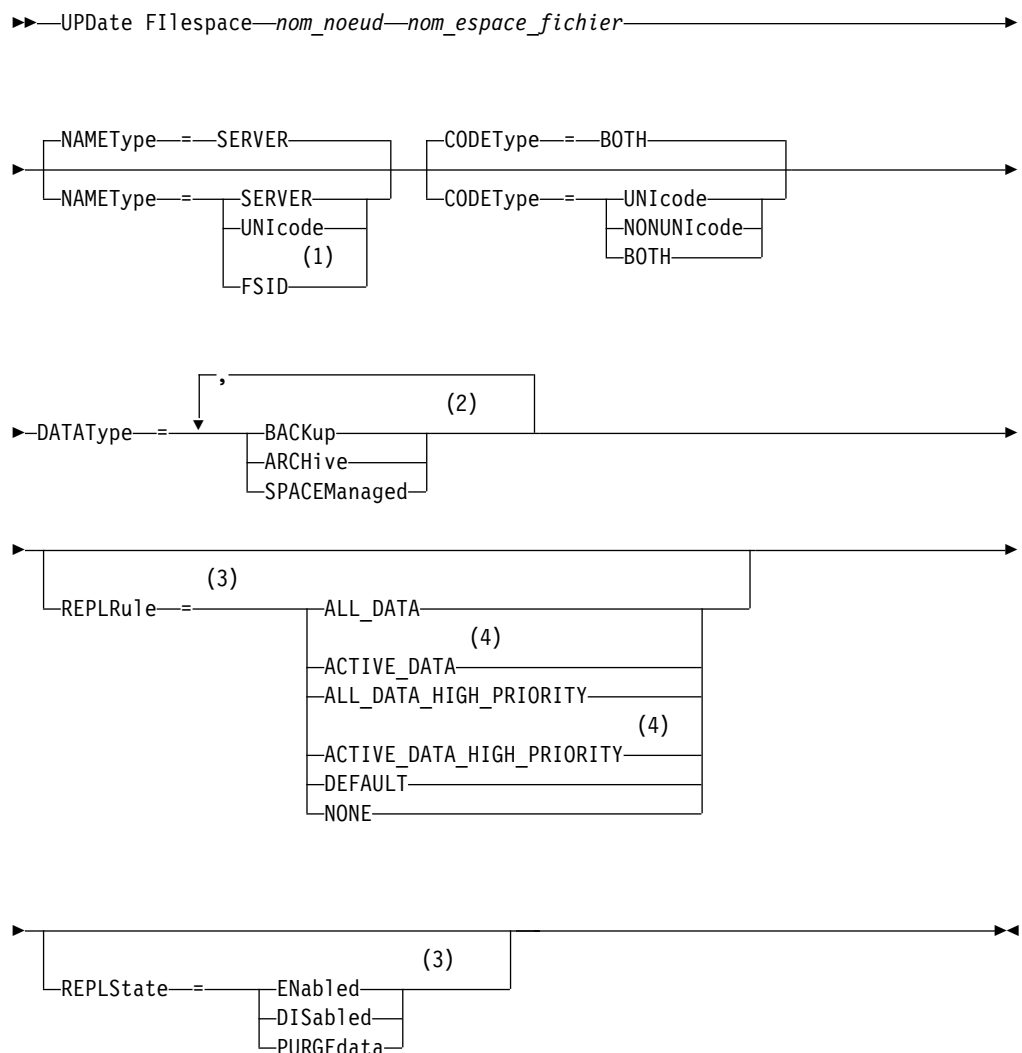 UPDate FIlespace nom_noeud nom_espace_fichier
NAMEType = SERVER CODEType = BOTH
NAMEType = SERVER CODEType = UNIcode
UNIcode NONUNIcode
(1) BOTH
FSID
,
(2)
DATAType = BACKup
ARCHive
SPACEManaged
(3)
REPLRule = ALL_DATA
(4)
ACTIVE_DATA
ALL_DATA_HIGH_PRIORITY
(4)
ACTIVE_DATA_HIGH_PRIORITY
DEFAULT
NONE
(3)
REPLState = ENabled
DISabled
PURGEdata